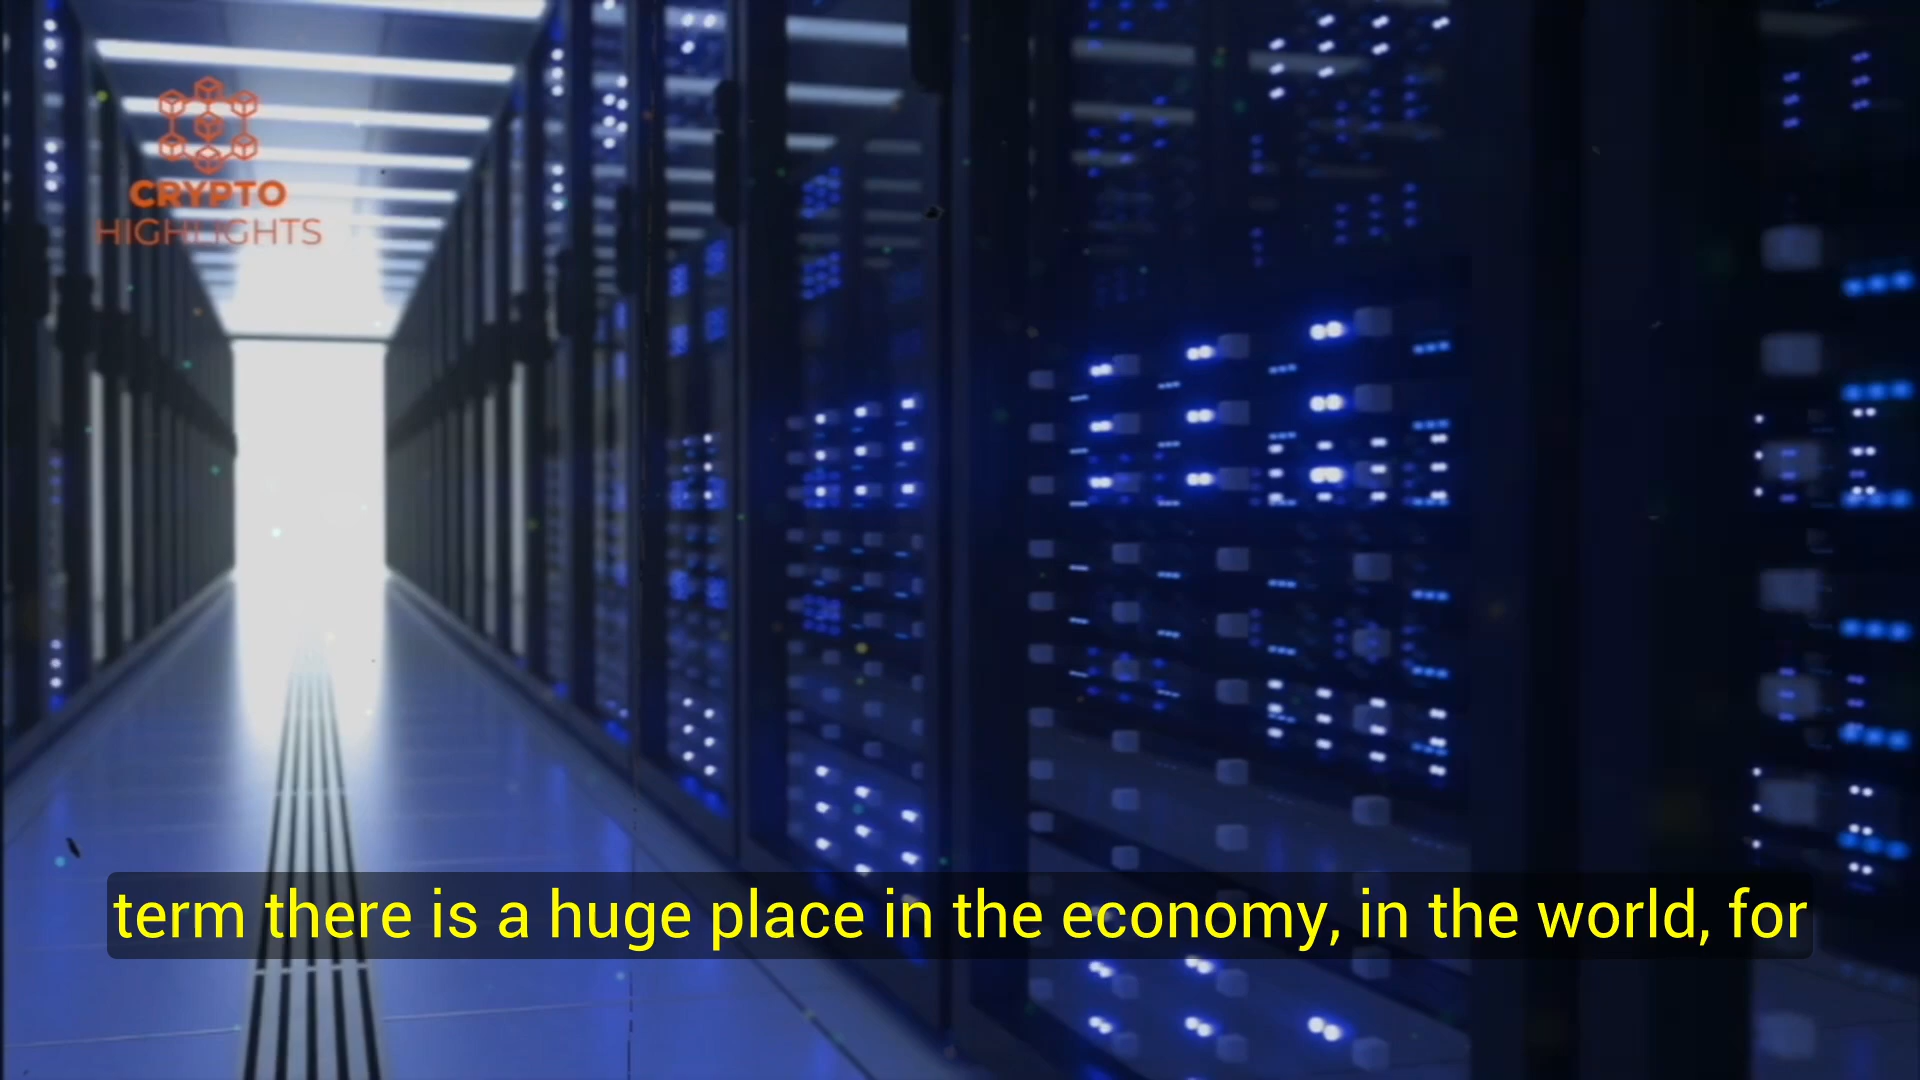 CRYPTO
HIGHLIGHTS
term there is a huge place in the economy, in the world, for